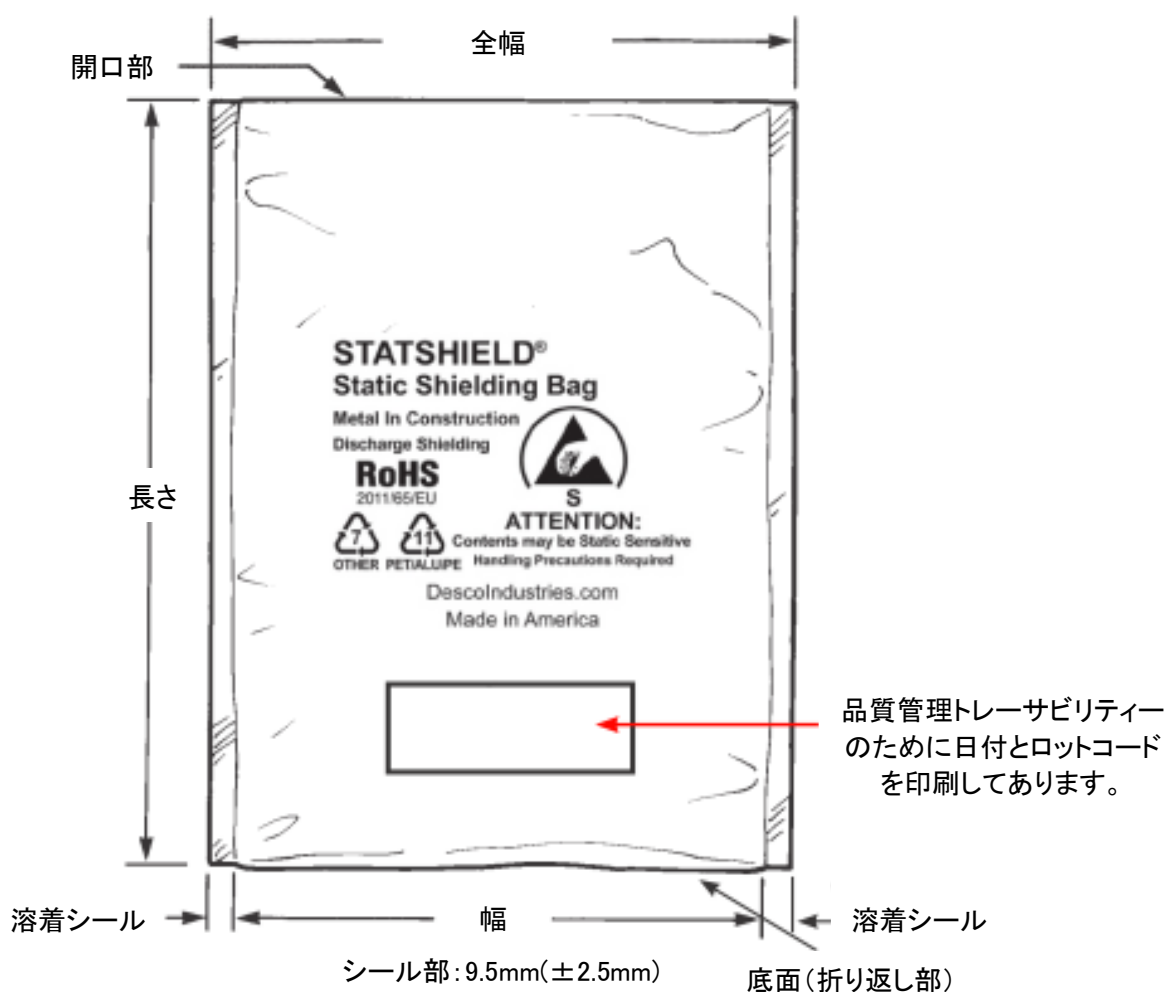 全幅
開口部
長さ
STATSHIELD®
Static Shielding Bag
Metal In Construction
Discharge Shielding
RoHS
2011/65/EU
S
ATTENTION:
Contents may be Static Sensitive
Handling Precautions Required
7
OTHER
11
PET/ALUPE
DescoIndustries.com
Made in America
品質管理トレーサビリティー
のために日付とロットコード
を印刷してあります。
溶着シール
幅
溶着シール
シール部:9.5mm(±2.5mm)
底面(折り返し部)